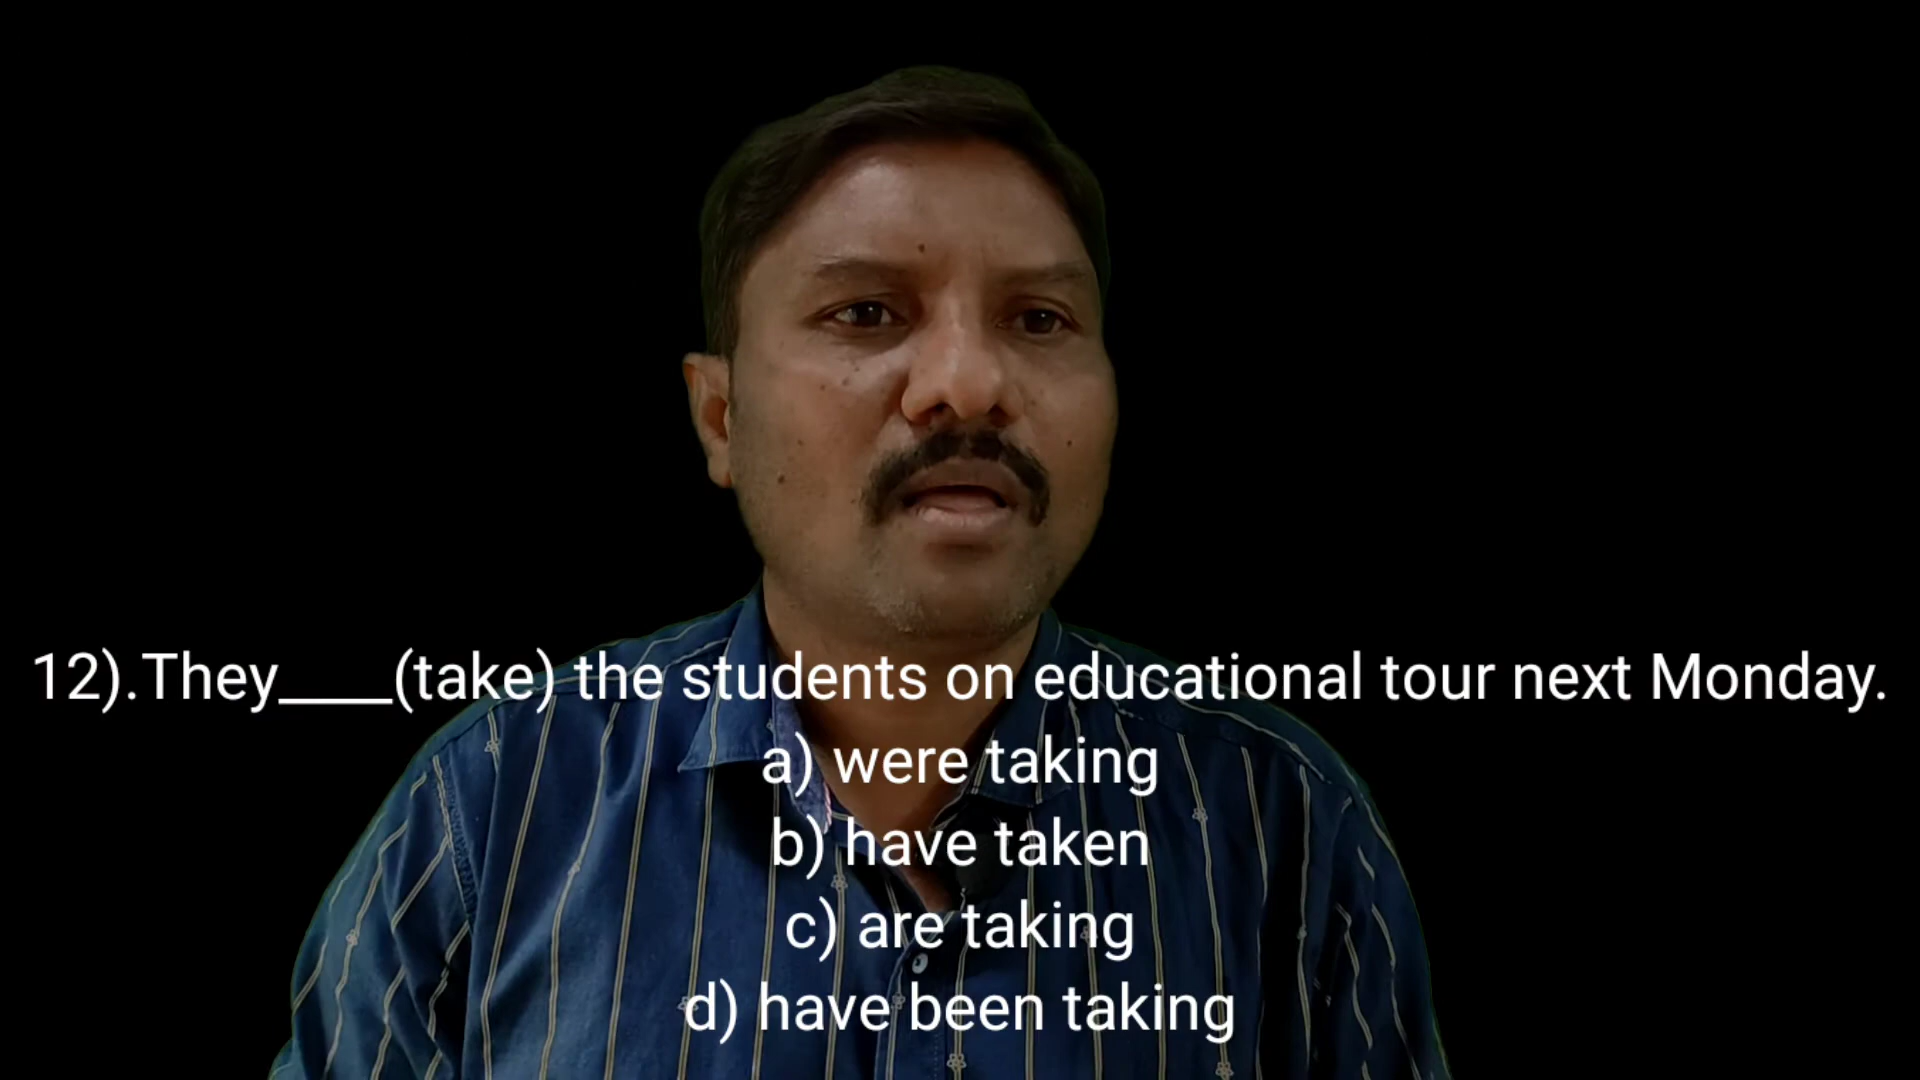 12).They____(take) the students on educational tour next Monday.
a) were taking
b) have taken
c) are taking
d) have been taking